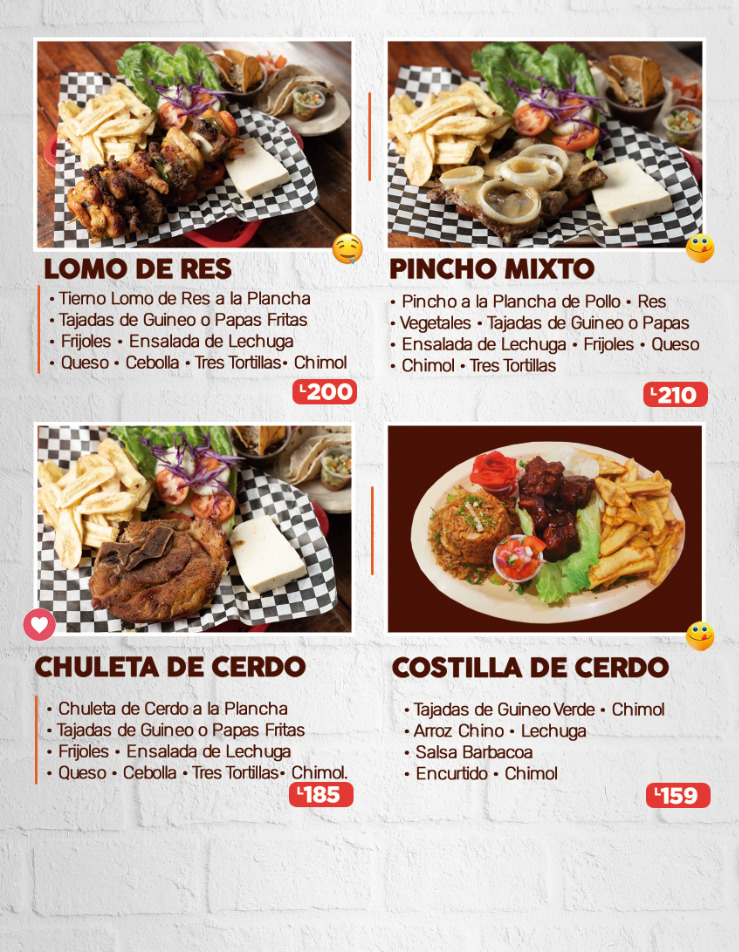 LOMO DE RES
• Tierno Lomo de Res a la Plancha
• Tajadas de Guineo o Papas Fritas
• Frijoles • Ensalada de Lechuga
• Queso • Cebolla • Tres Tortillas• Chimol
L200
PINCHO MIXTO
• Pincho a la Plancha de Pollo • Res
• Vegetales • Tajadas de Guineo o Papas
• Ensalada de Lechuga • Frijoles • Queso
• Chimol • Tres Tortillas
L210
CHULETA DE CERDO
• Chuleta de Cerdo a la Plancha
• Tajadas de Guineo o Papas Fritas
• Frijoles • Ensalada de Lechuga
• Queso • Cebolla • Tres Tortillas• Chimol.
L185
COSTILLA DE CERDO
• Tajadas de Guineo Verde • Chimol
• Arroz Chino • Lechuga
• Salsa Barbacoa
• Encurtido • Chimol
L159